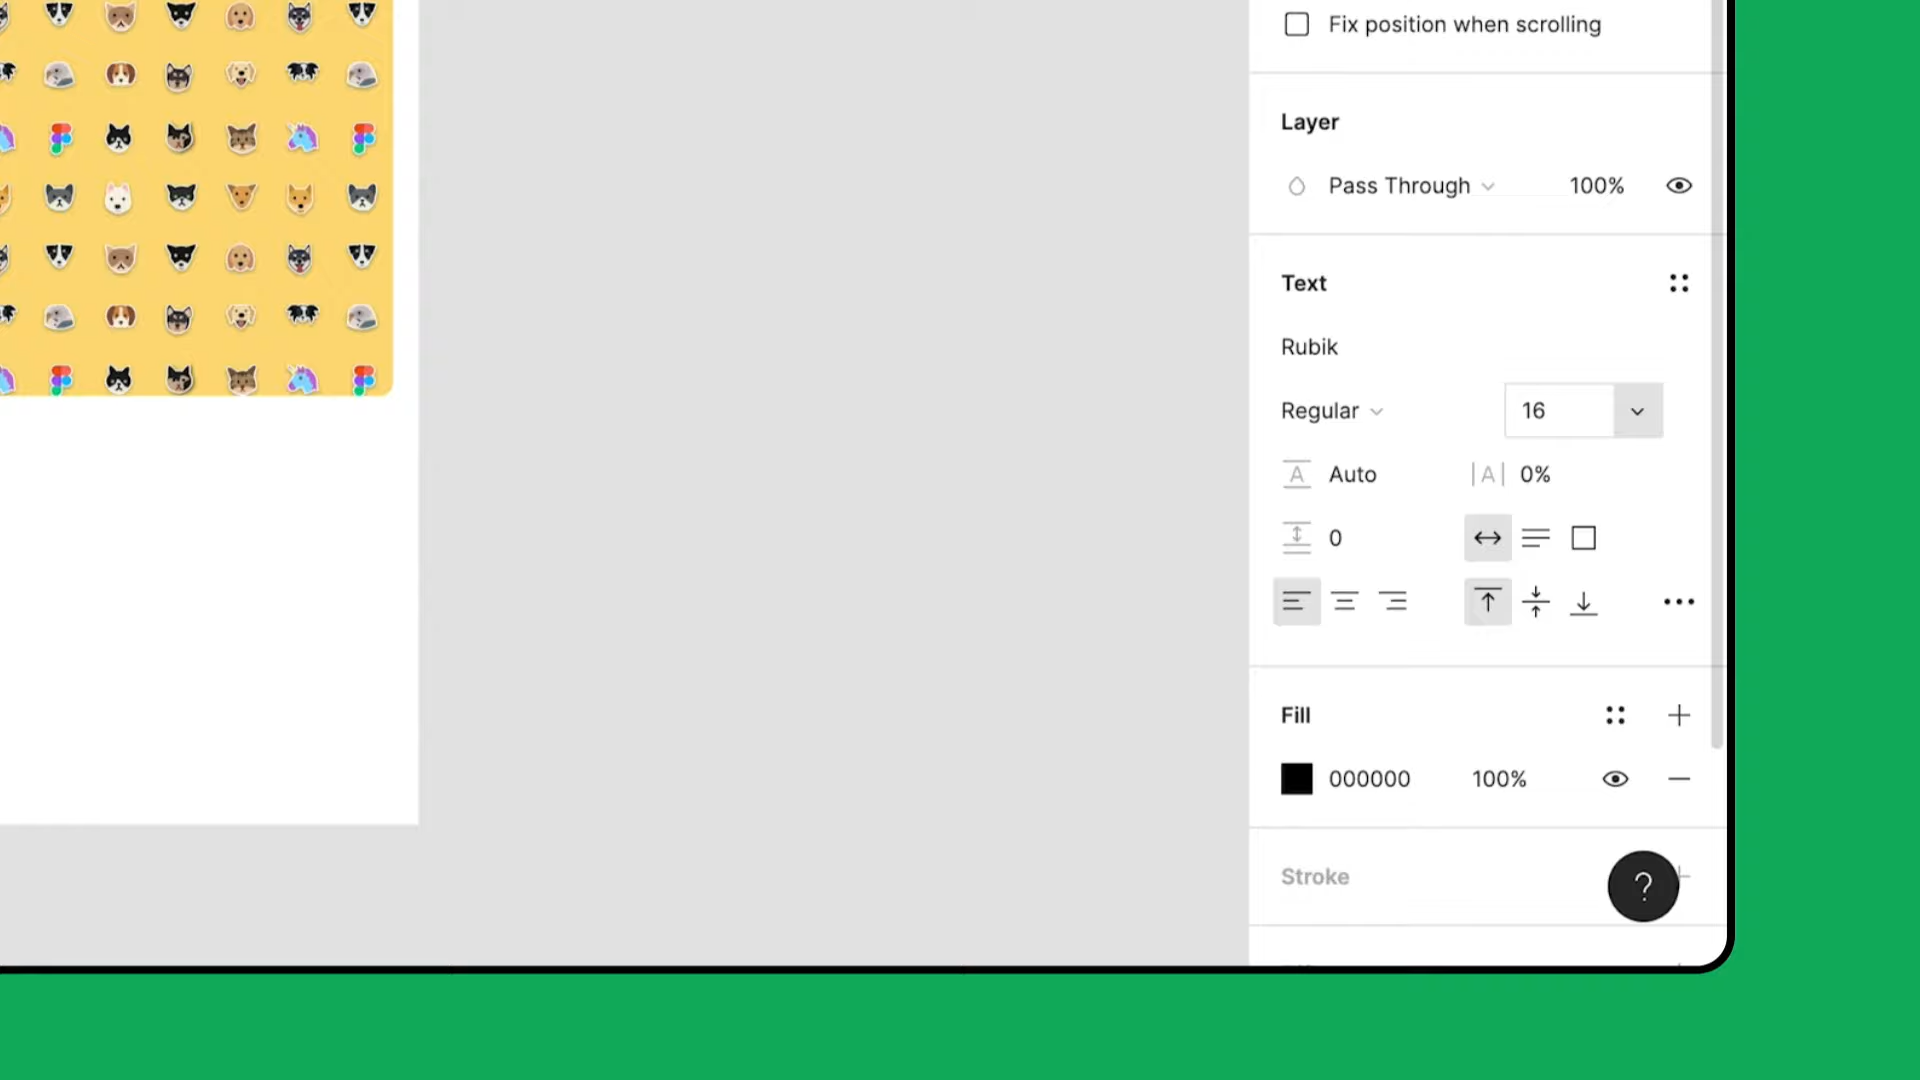 Fix position when scrolling
Layer
Pass Through 100%
Text
Rubik
Regular 16
A Auto |A| 0%
0
Fill
000000 100%
Stroke
?